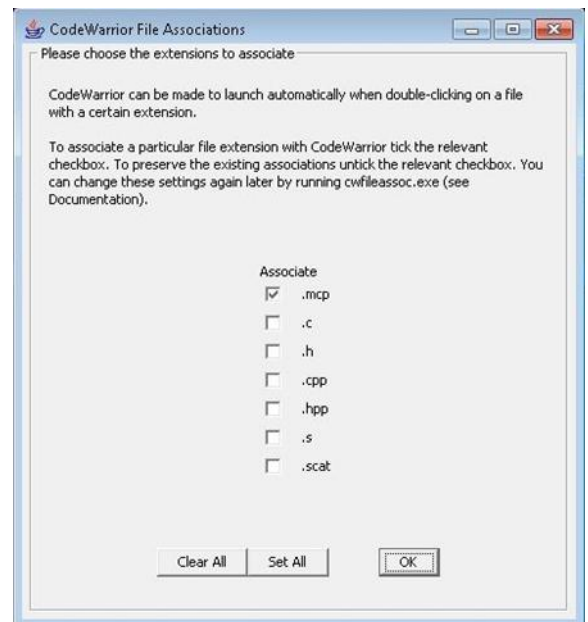 CodeWarrior File Associations
Please choose the extensions to associate
CodeWarrior can be made to launch automatically when double-clicking on a file
with a certain extension.
To associate a particular file extension with CodeWarrior tick the relevant
checkbox. To preserve the existing associations untick the relevant checkbox. You
can change these settings again later by running cwfileassoc.exe (see
Documentation).
Associate
.mcp
.c
.h
.cpp
.hpp
.s
.scat
Clear All Set All OK